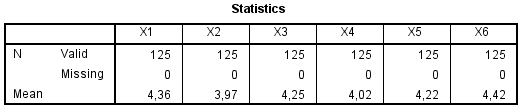 Statistics
X1 X2 X3 X4 X5 X6
N Valid 125 125 125 125 125 125
Missing 0 0 0 0 0 0
Mean 4,36 3,97 4,25 4,02 4,22 4,42